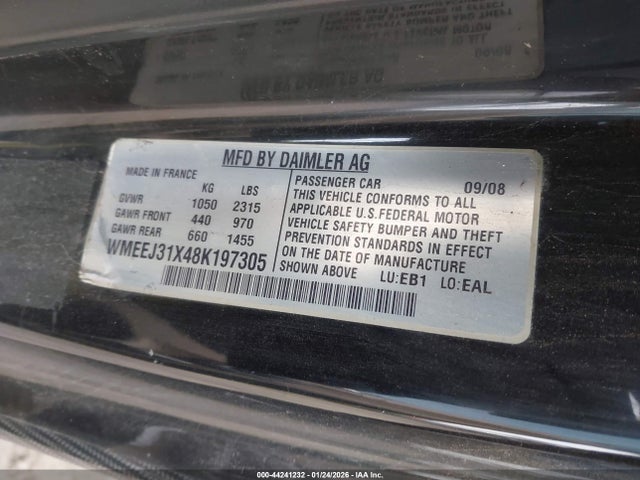 MFD BY DAIMLER AG
MADE IN FRANCE
KG LBS
GVWR 1050 2315
GAWR FRONT 440 970
GAWR REAR 660 1455
WMEEJ31X48K197305
PASSENGER CAR 09/08
THIS VEHICLE CONFORMS TO ALL
APPLICABLE U.S.FEDERAL MOTOR
VEHICLE SAFETY BUMPER AND THEFT
PREVENTION STANDARDS IN EFFECT
ON THE DATE OF MANUFACTURE
SHOWN ABOVE LU:EB1 LO:EAL
000-44241232 - 01/24/2026 - IAA Inc.